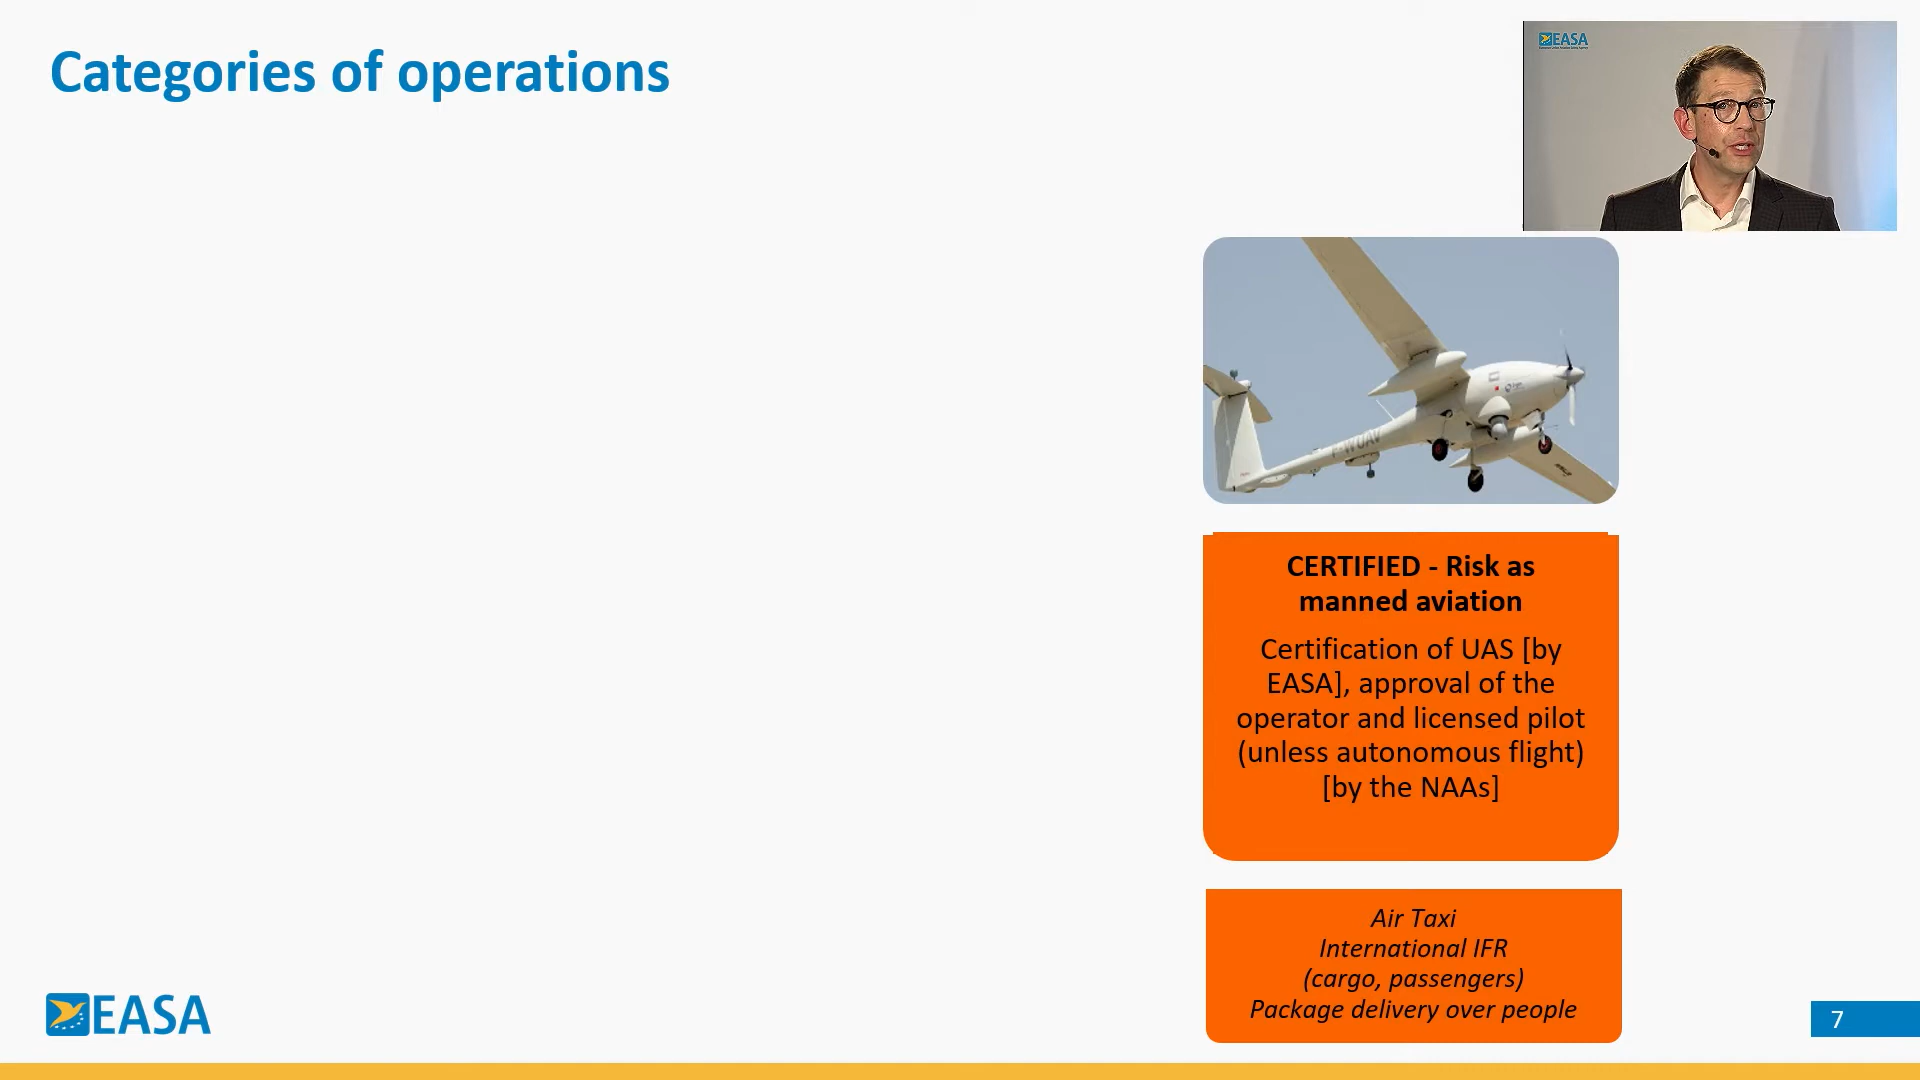 Categories of operations
EASA
F-WUAV
CERTIFIED - Risk as
manned aviation
Certification of UAS [by
EASA], approval of the
operator and licensed pilot
(unless autonomous flight)
[by the NAAs]
Air Taxi
International IFR
(cargo, passengers)
Package delivery over people
EASA
7